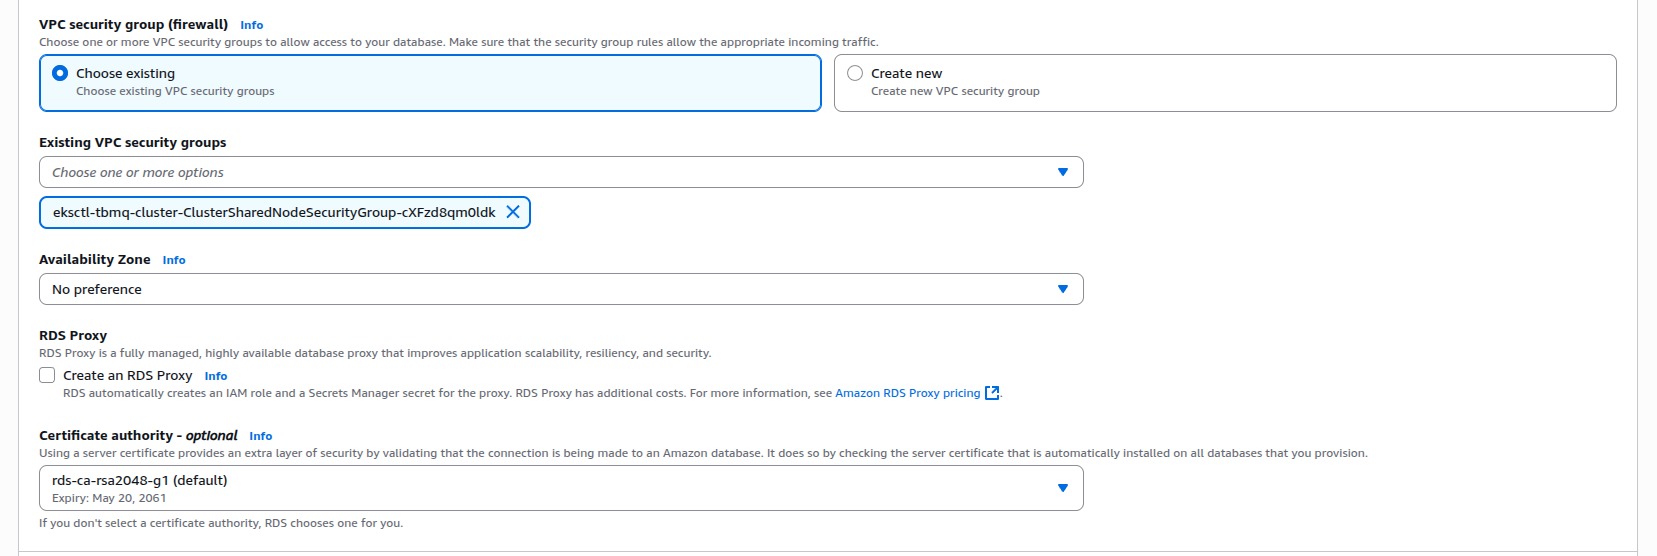 VPC security group (firewall) Info
Choose one or more VPC security groups to allow access to your database. Make sure that the security group rules allow the appropriate incoming traffic.
Choose existing
Choose existing VPC security groups
Create new
Create new VPC security group
Existing VPC security groups
Choose one or more options
eksctl-tbmq-cluster-ClusterSharedNodeSecurityGroup-cXFzd8qm0ldk
Availability Zone Info
No preference
RDS Proxy
RDS Proxy is a fully managed, highly available database proxy that improves application scalability, resiliency, and security.
Create an RDS Proxy Info
RDS automatically creates an IAM role and a Secrets Manager secret for the proxy. RDS Proxy has additional costs. For more information, see Amazon RDS Proxy pricing.
Certificate authority - optional Info
Using a server certificate provides an extra layer of security by validating that the connection is being made to an Amazon database. It does so by checking the server certificate that is automatically installed on all databases that you provision.
rds-ca-rsa2048-g1 (default)
Expiry: May 20, 2061
If you don't select a certificate authority, RDS chooses one for you.